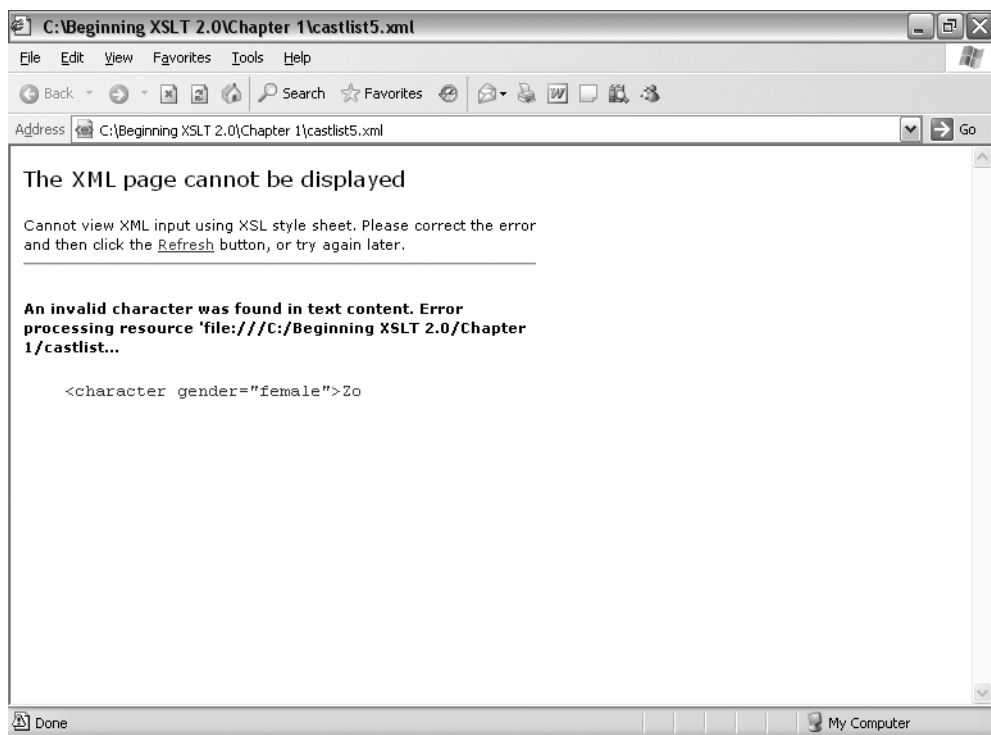 C:\Beginning XSLT 2.0\Chapter 1\castlist5.xml
File Edit View Favorites Tools Help
Back Search Favorites
Address C:\Beginning XSLT 2.0\Chapter 1\castlist5.xml Go
The XML page cannot be displayed
Cannot view XML input using XSL style sheet. Please correct the error
and then click the Refresh button, or try again later.
An invalid character was found in text content. Error
processing resource 'file:///C:/Beginning XSLT 2.0/Chapter
1/castlist...
<character gender="female">Zo
Done My Computer